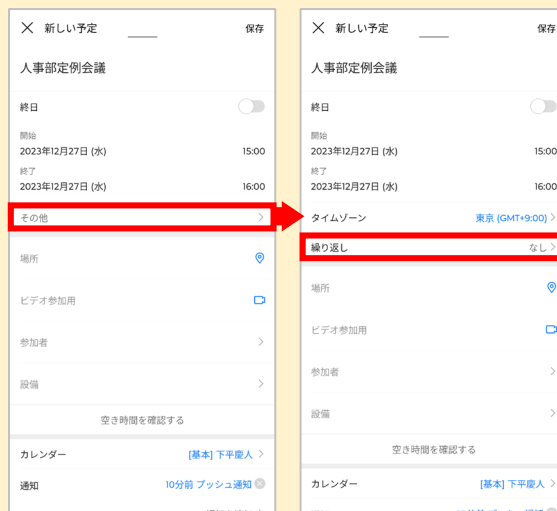 新しい予定
保存
人事部定例会議
終日
開始
2023年12月27日 (水)
15:00
終了
2023年12月27日 (水)
16:00
その他
場所
ビデオ参加用
参加者
設備
空き時間を確認する
カレンダー
[基本] 下平慶人
通知
10分前 プッシュ通知
新しい予定
保存
人事部定例会議
終日
開始
2023年12月27日 (水)
15:00
終了
2023年12月27日 (水)
16:00
タイムゾーン
東京 (GMT+9:00)
繰り返し
なし
場所
ビデオ参加用
参加者
設備
空き時間を確認する
カレンダー
[基本] 下平慶人